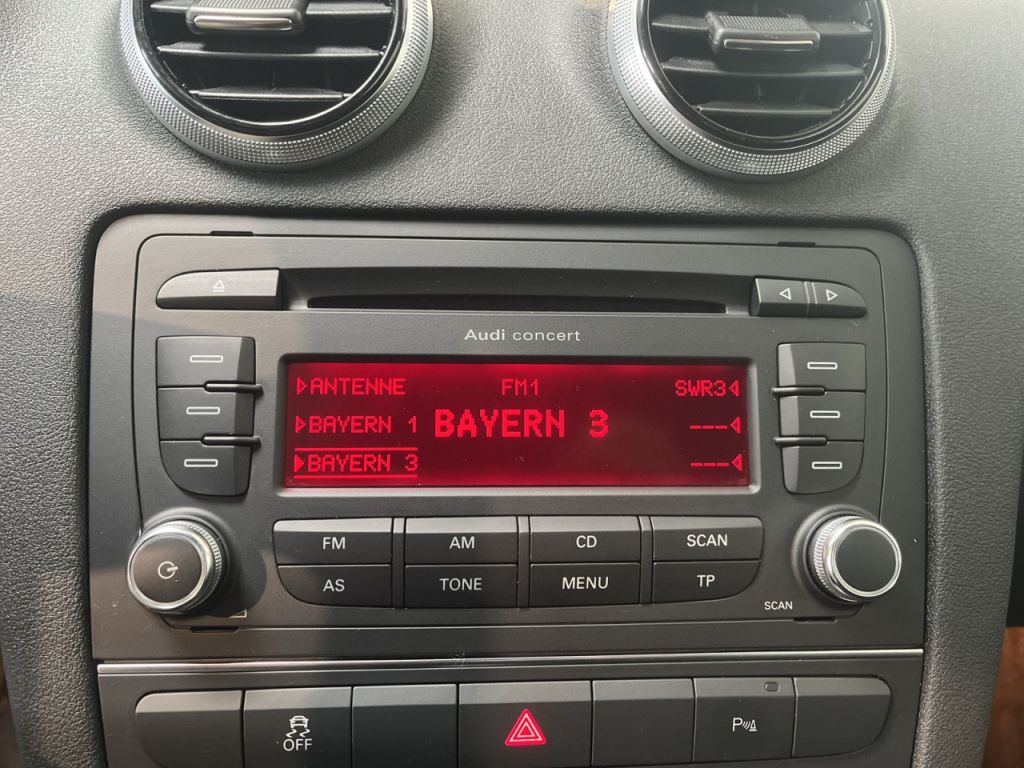 Audi concert
ANTENNE FM1 SWR3
BAYERN 1 BAYERN 3 ---
BAYERN 3 ---
FM AM CD SCAN
AS TONE MENU TP
SCAN
OFF
P